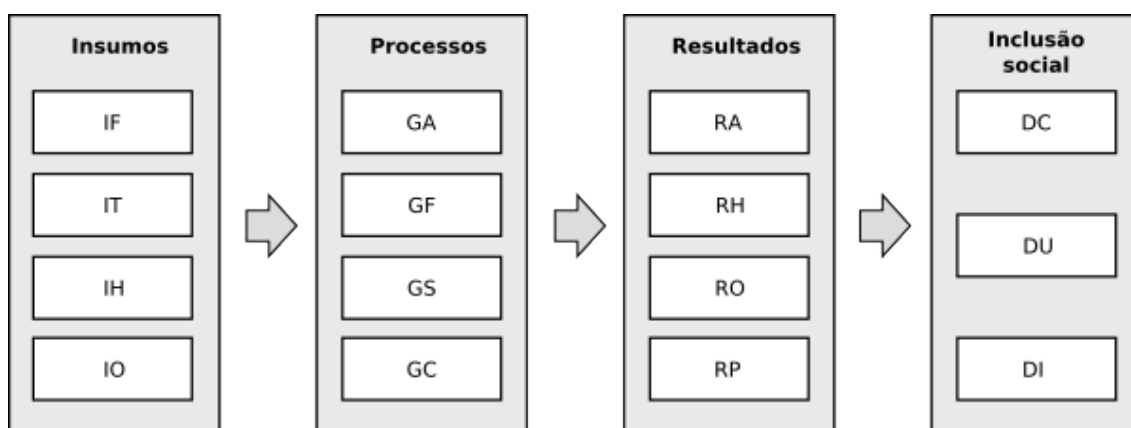 Insumos
IF
IT
IH
IO
Processos
GA
GF
GS
GC
Resultados
RA
RH
RO
RP
Inclusão
social
DC
DU
DI